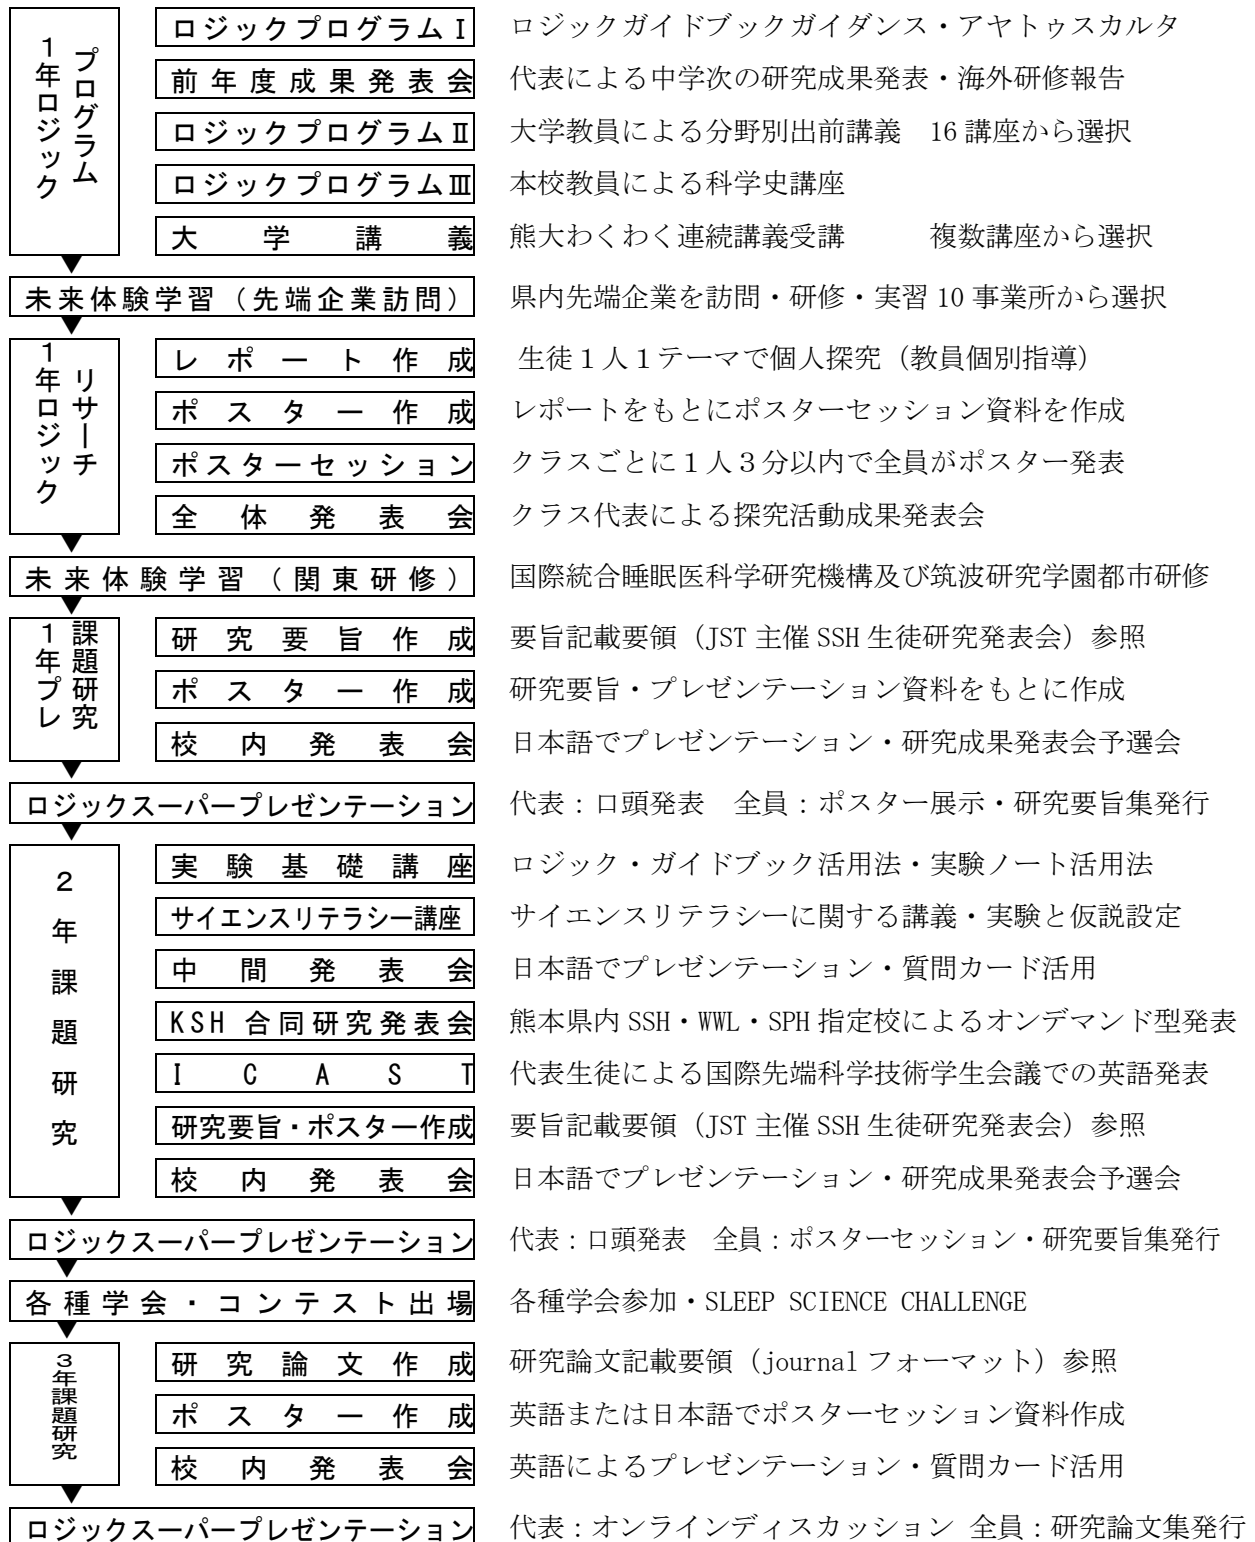 1年ロジック
プログラム
ロジックプログラムⅠ ロジックガイドブックガイダンス・アヤトゥスカルタ
前年度成果発表会 代表による中学次の研究成果発表・海外研修報告
ロジックプログラムⅡ 大学教員による分野別出前講義 16講座から選択
ロジックプログラムⅢ 本校教員による科学史講座
大学講義 熊大わくわく連続講義受講 複数講座から選択
未来体験学習（先端企業訪問） 県内先端企業を訪問・研修・実習10事業所から選択
1年ロジック
リサーチ
レポート作成 生徒１人１テーマで個人探究（教員個別指導）
ポスター作成 レポートをもとにポスターセッション資料を作成
ポスターセッション クラスごとに１人３分以内で全員がポスター発表
全体発表会 クラス代表による探究活動成果発表会
未来体験学習（関東研修） 国際統合睡眠医科学研究機構及び筑波研究学園都市研修
1年プレ
課題研究
研究要旨作成 要旨記載要領（JST主催SSH生徒研究発表会）参照
ポスター作成 研究要旨・プレゼンテーション資料をもとに作成
校内発表会 日本語でプレゼンテーション・研究成果発表会予選会
ロジックスーパープレゼンテーション 代表：口頭発表 全員：ポスター展示・研究要旨集発行
2年課題研究
実験基礎講座 ロジック・ガイドブック活用法・実験ノート活用法
サイエンスリテラシー講座 サイエンスリテラシーに関する講義・実験と仮説設定
中間発表会 日本語でプレゼンテーション・質問カード活用
KSH合同研究発表会 熊本県内SSH・WWL・SPH指定校によるオンデマンド型発表
ICAST 代表生徒による国際先端科学技術学生会議での英語発表
研究要旨・ポスター作成 要旨記載要領（JST主催SSH生徒研究発表会）参照
校内発表会 日本語でプレゼンテーション・研究成果発表会予選会
ロジックスーパープレゼンテーション 代表：口頭発表 全員：ポスターセッション・研究要旨集発行
各種学会・コンテスト出場 各種学会参加・SLEEP SCIENCE CHALLENGE
3年課題研究
研究論文作成 研究論文記載要領（journalフォーマット）参照
ポスター作成 英語または日本語でポスターセッション資料作成
校内発表会 英語によるプレゼンテーション・質問カード活用
ロジックスーパープレゼンテーション 代表：オンラインディスカッション 全員：研究論文集発行